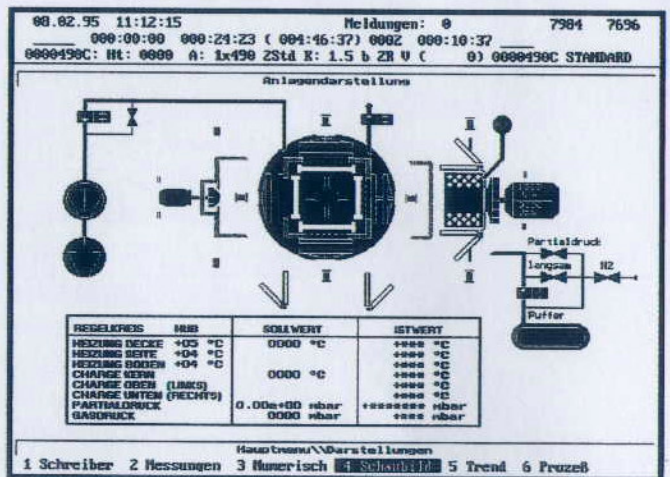 08.02.95 11:12:15 Meldungen: 0 7984 7696
000:00:00 000:24:23 ( 004:46:37) 0002 000:10:37
0000490C: Ht: 0000 A: 1x490 2Std K: 1.5 b ZR V ( 0) 0000490C STANDARD
Anlagendarstellung
Partialdruck
langsam
N2
Puffer
REGELKREIS HUB SOLLWERT ISTWERT
HEIZUNG DECKE +05 °C 0000 °C +*** °C
HEIZUNG SEITE +04 °C +*** °C
HEIZUNG BODEN +04 °C +*** °C
CHARGE KERN 0000 °C +*** °C
CHARGE OBEN (LINKS) +*** °C
CHARGE UNTEN (RECHTS) +*** °C
PARTIALDRUCK 0.00e+00 mbar +******* mbar
GASDRUCK 0000 mbar +**** mbar
Hauptmenu\\Darstellungen
1 Schreiber 2 Messungen 3 Numerisch 4 Schaubild 5 Trend 6 Prozeß